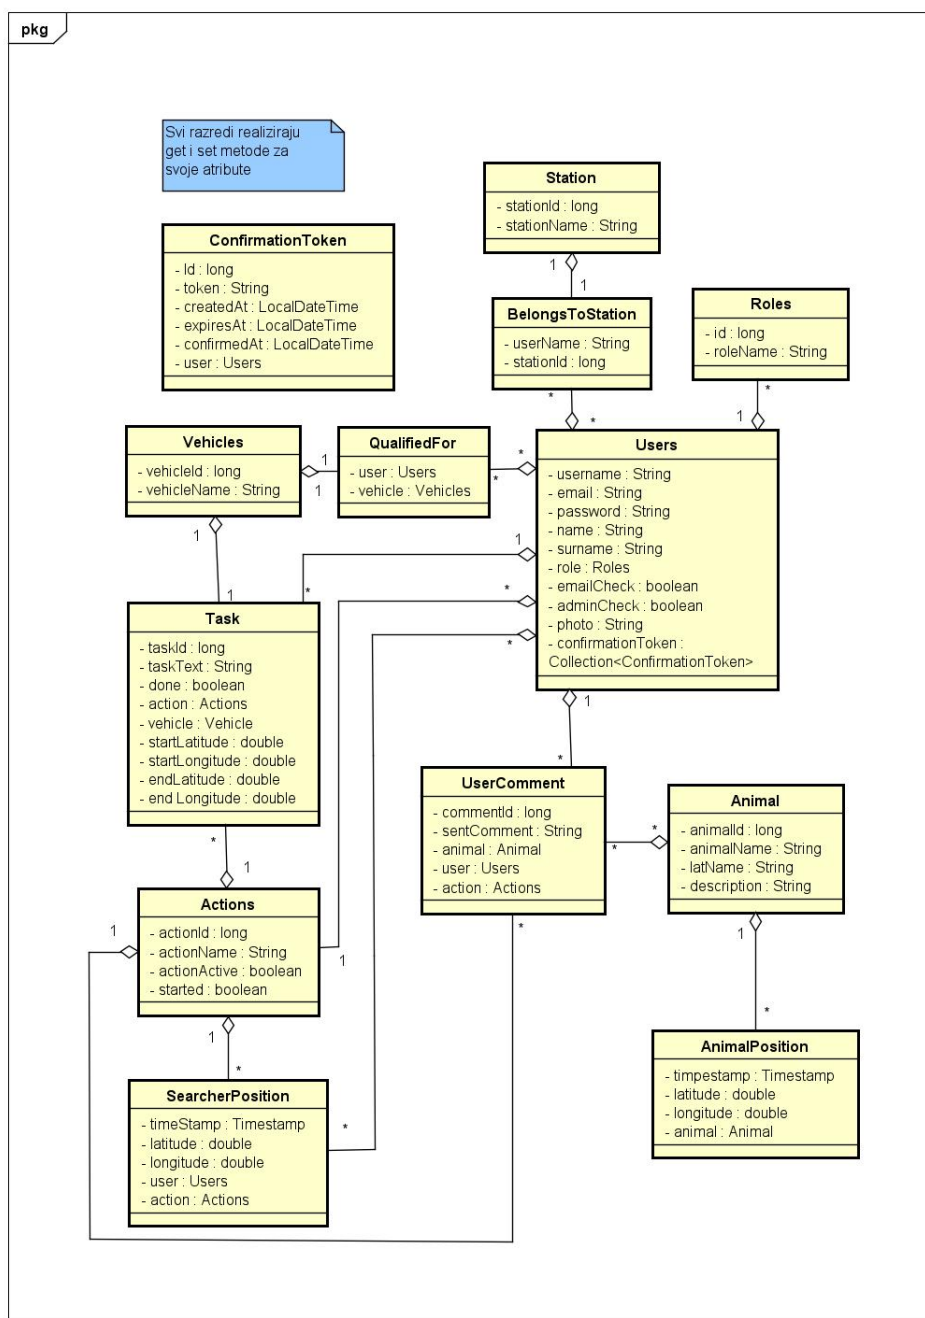 pkg
Svi razredi realiziraju
get i set metode za
svoje atribute
Station
- stationId : long
- stationName : String
ConfirmationToken
- Id : long
- token : String
- createdAt : LocalDateTime
- expiresAt : LocalDateTime
- confirmedAt : LocalDateTime
- user : Users
1
1
BelongsToStation
- userName : String
- stationId : long
Roles
- id : long
- roleName : String
*
*
*
1
Vehicles
- vehicleId : long
- vehicleName : String
1
1
QualifiedFor
- user : Users
- vehicle : Vehicles
*
*
Users
- username : String
- email : String
- password : String
- name : String
- surname : String
- role : Roles
- emailCheck : boolean
- adminCheck : boolean
- photo : String
- confirmationToken :
Collection<ConfirmationToken>
1
1
1
*
*
*
Task
- taskId : long
- taskText : String
- done : boolean
- action : Actions
- vehicle : Vehicle
- startLatitude : double
- startLongitude : double
- endLatitude : double
- end Longitude : double
1
*
UserComment
- commentId : long
- sentComment : String
- animal : Animal
- user : Users
- action : Actions
*
*
Animal
- animalId : long
- animalName : String
- latName : String
- description : String
*
1
Actions
- actionId : long
- actionName : String
- actionActive : boolean
- started : boolean
1
1
*
1
*
1
*
AnimalPosition
- timpestamp : Timestamp
- latitude : double
- longitude : double
- animal : Animal
SearcherPosition
- timeStamp : Timestamp
- latitude : double
- longitude : double
- user : Users
- action : Actions
*